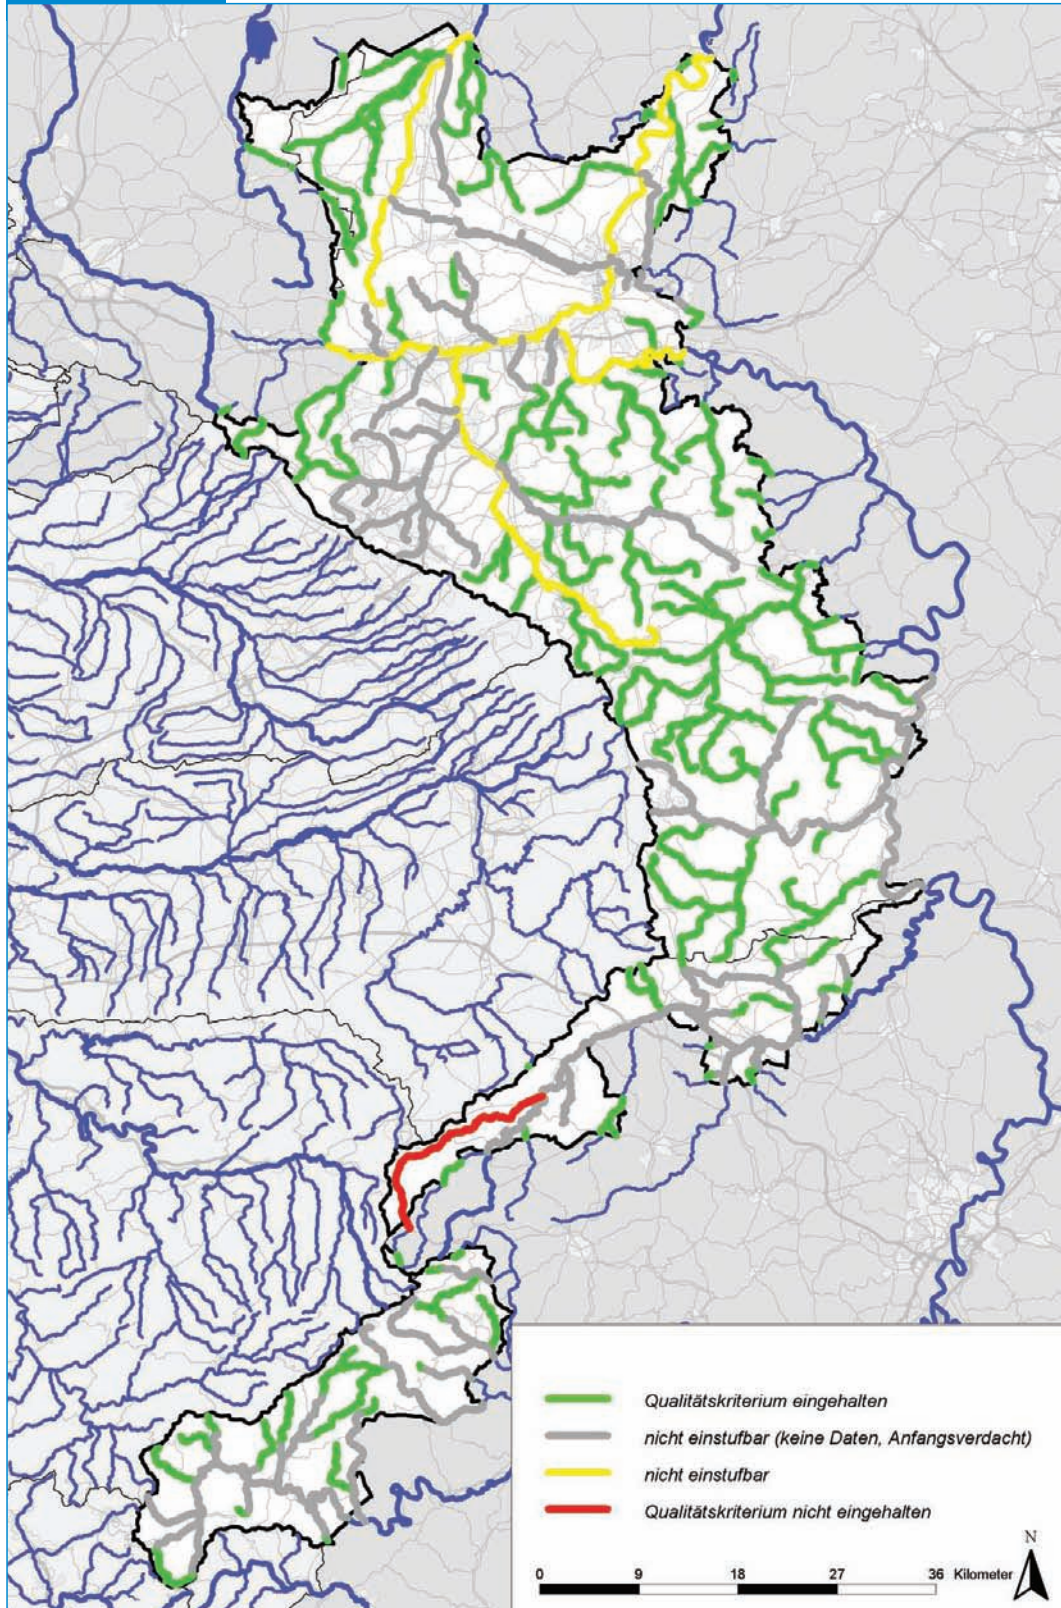 Qualitätskriterium eingehalten
nicht einstufbar (keine Daten, Anfangsverdacht)
nicht einstufbar
Qualitätskriterium nicht eingehalten
N
0 9 18 27 36 Kilometer